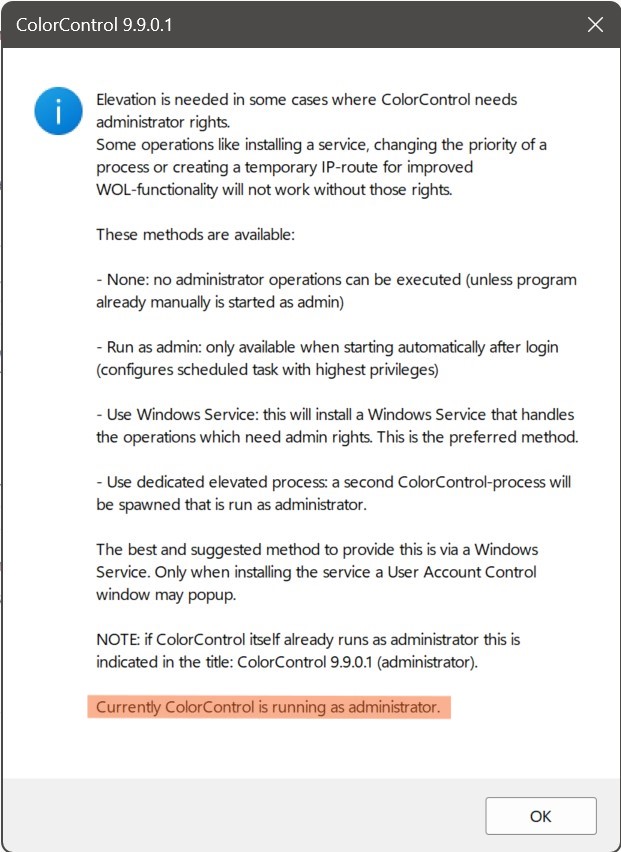 ColorControl 9.9.0.1
Elevation is needed in some cases where ColorControl needs
administrator rights.
Some operations like installing a service, changing the priority of a
process or creating a temporary IP-route for improved
WOL-functionality will not work without those rights.
These methods are available:
- None: no administrator operations can be executed (unless program
already manually is started as admin)
- Run as admin: only available when starting automatically after login
(configures scheduled task with highest privileges)
- Use Windows Service: this will install a Windows Service that handles
the operations which need admin rights. This is the preferred method.
- Use dedicated elevated process: a second ColorControl-process will
be spawned that is run as administrator.
The best and suggested method to provide this is via a Windows
Service. Only when installing the service a User Account Control
window may popup.
NOTE: if ColorControl itself already runs as administrator this is
indicated in the title: ColorControl 9.9.0.1 (administrator).
Currently ColorControl is running as administrator.
OK